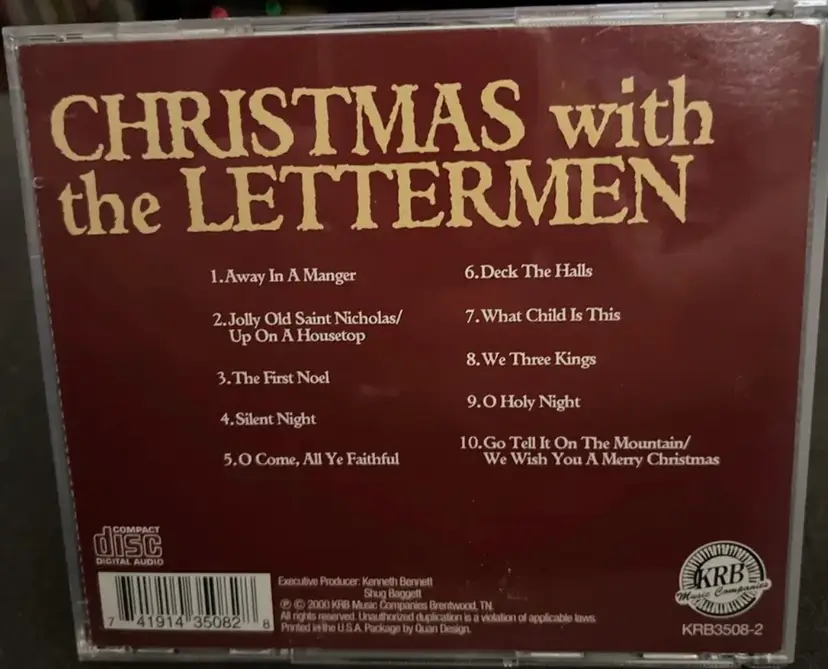 CHRISTMAS with
the LETTERMEN
1.Away In A Manger
2.Jolly Old Saint Nicholas/
Up On A Housetop
3.The First Noel
4.Silent Night
5.O Come, All Ye Faithful
6.Deck The Halls
7.What Child Is This
8.We Three Kings
9.O Holy Night
10.Go Tell It On The Mountain/
We Wish You A Merry Christmas
COMPACT
disc
DIGITAL AUDIO
7 41914 35082 8
Executive Producer: Kenneth Bennett
Shug Baggett
℗ © 2000 KRB Music Companies Brentwood, TN.
All rights reserved. Unauthorized duplication is a violation of applicable laws.
Printed in the U.S.A. Package by Quan Design.
KRB
Music Companies
KRB3508-2